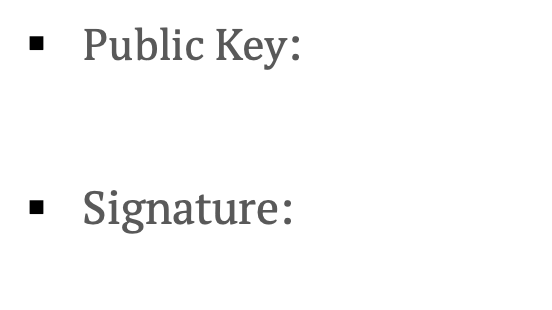 ▪ Public Key:
▪ Signature: